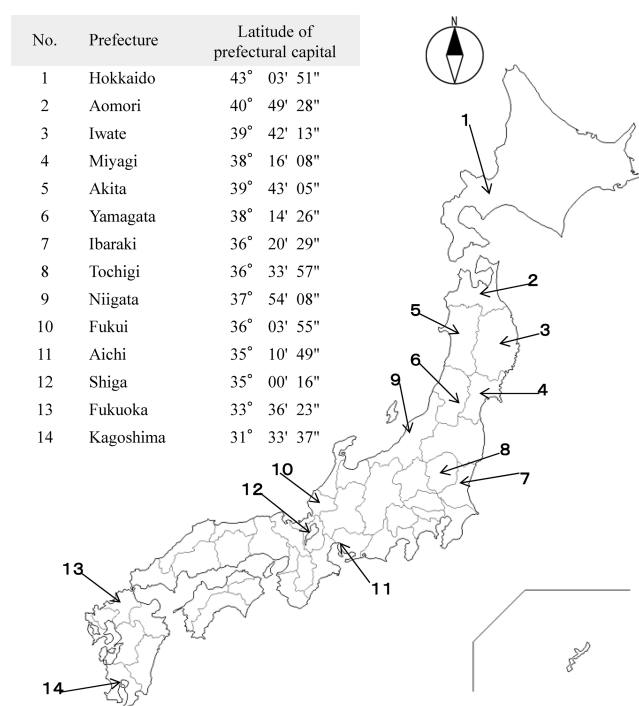 N
No. Prefecture Latitude of prefectural capital
1 Hokkaido 43° 03' 51"
2 Aomori 40° 49' 28"
3 Iwate 39° 42' 13"
4 Miyagi 38° 16' 08"
5 Akita 39° 43' 05"
6 Yamagata 38° 14' 26"
7 Ibaraki 36° 20' 29"
8 Tochigi 36° 33' 57"
9 Niigata 37° 54' 08"
10 Fukui 36° 03' 55"
11 Aichi 35° 10' 49"
12 Shiga 35° 00' 16"
13 Fukuoka 33° 36' 23"
14 Kagoshima 31° 33' 37"
1
2
5
3
6
9
4
8
10
7
12
13
11
14